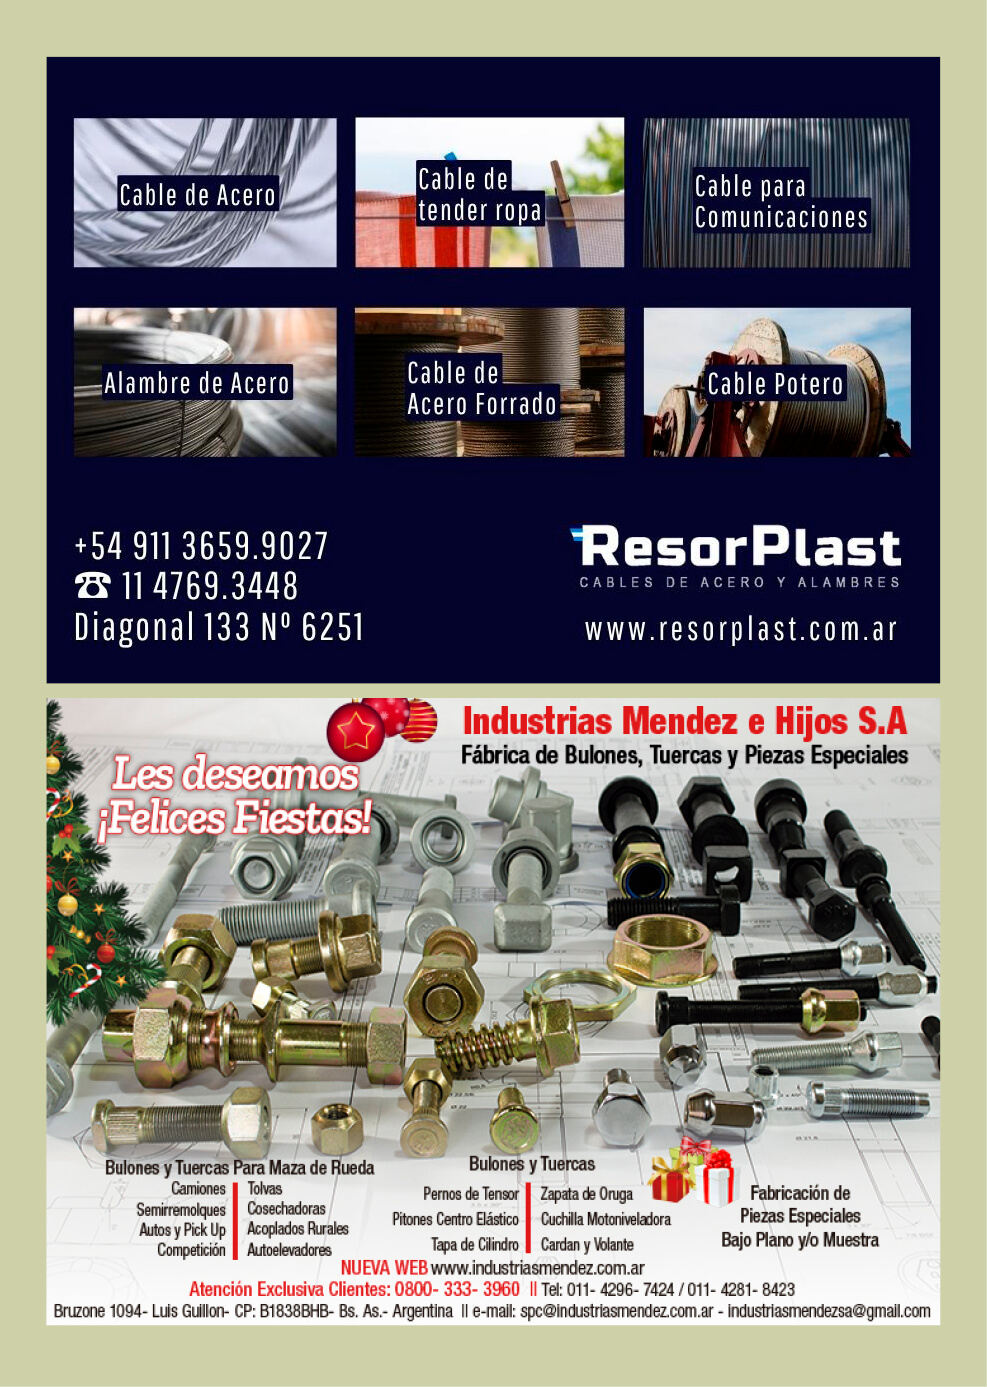 Cable de Acero
Cable de
tender ropa
Cable para
Comunicaciones
Alambre de Acero
Cable de
Acero Forrado
Cable Potero
+54 911 3659.9027
☎ 11 4769.3448
Diagonal 133 Nº 6251
ResorPlast
CABLES DE ACERO Y ALAMBRES
www.resorplast.com.ar
Industrias Mendez e Hijos S.A
Fábrica de Bulones, Tuercas y Piezas Especiales
Les deseamos
¡Felices Fiestas!
Bulones y Tuercas Para Maza de Rueda
Camiones
Semirremolques
Autos y Pick Up
Competición
Tolvas
Cosechadoras
Acoplados Rurales
Autoelevadores
Bulones y Tuercas
Pernos de Tensor
Pitones Centro Elástico
Tapa de Cilindro
Zapata de Oruga
Cuchilla Motoniveladora
Cardan y Volante
Fabricación de
Piezas Especiales
Bajo Plano y/o Muestra
NUEVA WEB www.industriasmendez.com.ar
Atención Exclusiva Clientes: 0800- 333- 3960 II Tel: 011- 4296- 7424 / 011- 4281- 8423
Bruzone 1094- Luis Guillon- CP: B1838BHB- Bs. As.- Argentina II e-mail: spc@industriasmendez.com.ar - industriasmendezsa@gmail.com